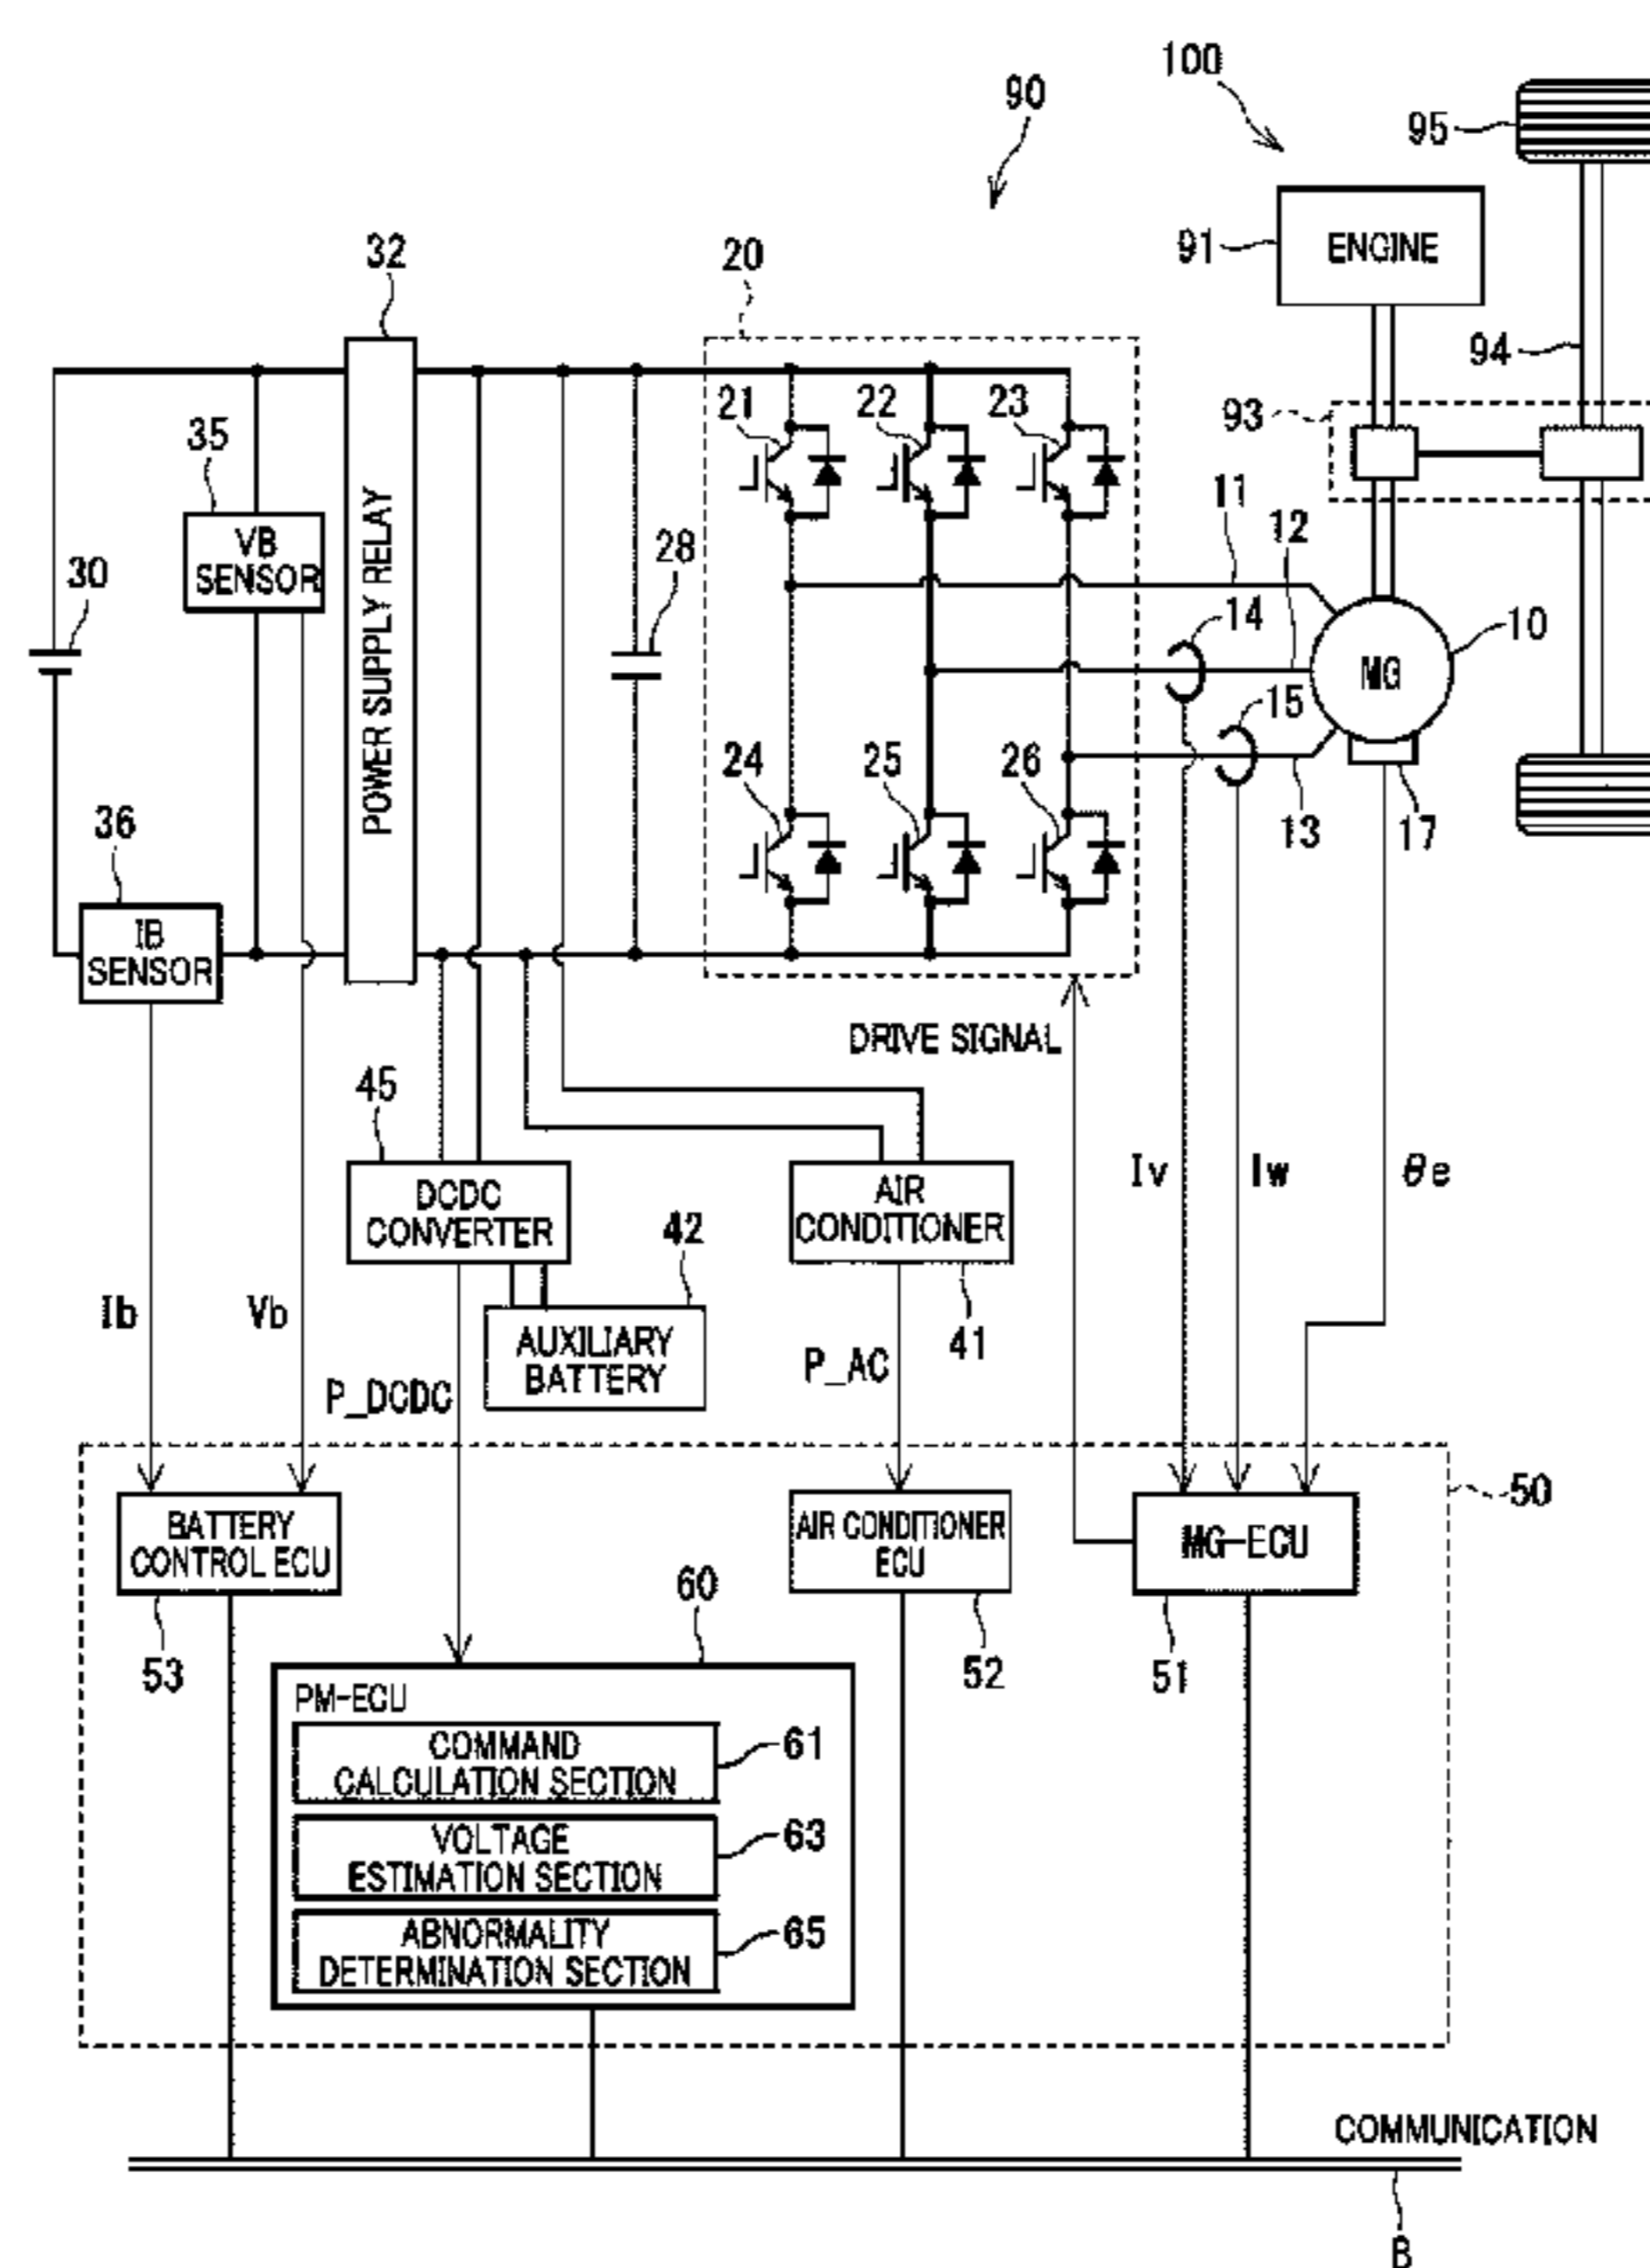 100
90
95
ENGINE
91
32
20
94
93
21
22
23
35
VB
SENSOR
POWER SUPPLY RELAY
11
12
28
30
14
10
MG
15
24
25
26
13
17
36
IB
SENSOR
DRIVE SIGNAL
45
DCDC
CONVERTER
AIR
CONDITIONER
Iv
Iw
θe
42
41
Ib
Vb
AUXILIARY
BATTERY
P_AC
P_DCDC
50
BATTERY
CONTROL ECU
AIR CONDITIONER
ECU
MG-ECU
60
53
52
51
PM-ECU
COMMAND
CALCULATION SECTION
61
VOLTAGE
ESTIMATION SECTION
63
ABNORMALITY
DETERMINATION SECTION
65
COMMUNICATION
B